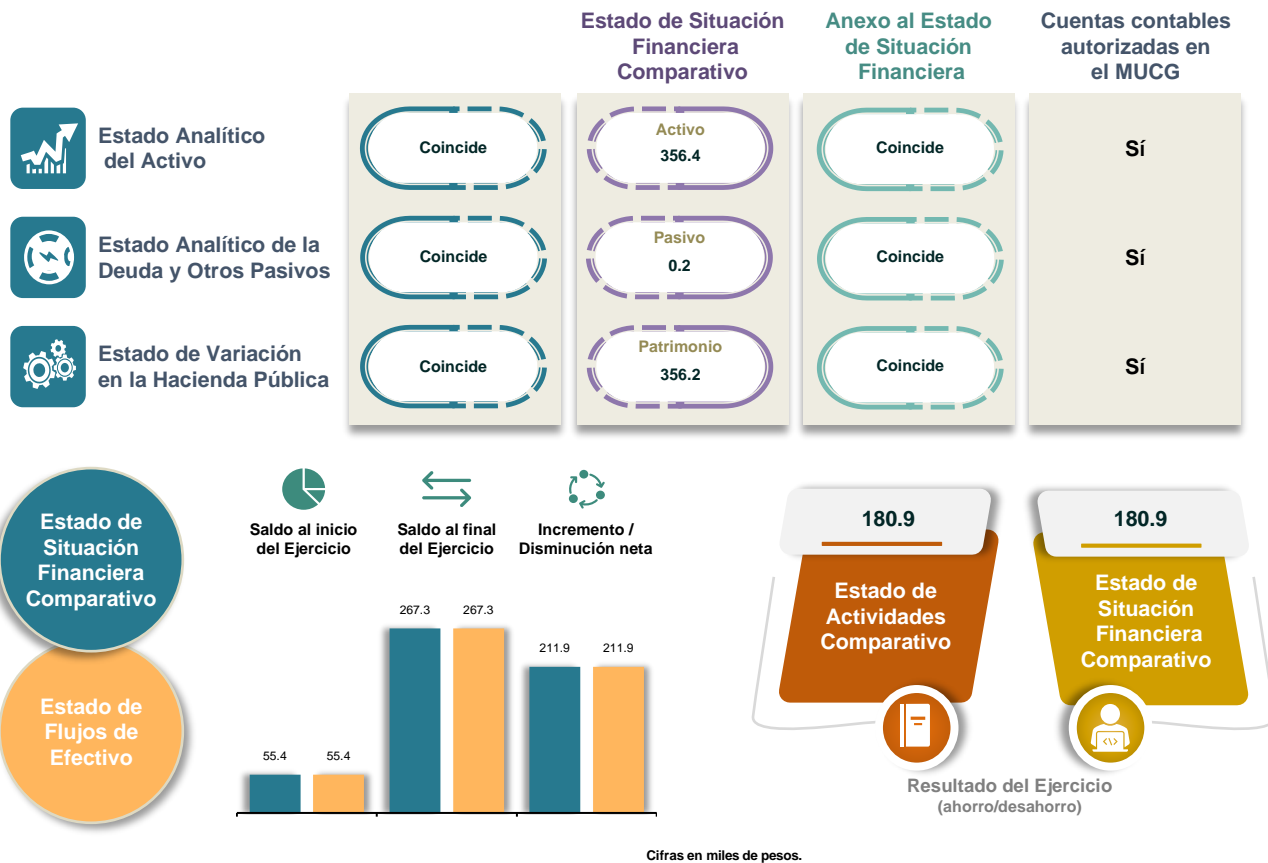 Estado de Situación
Financiera
Comparativo
Anexo al Estado
de Situación
Financiera
Cuentas contables
autorizadas en
el MUCG
Estado Analítico
del Activo
Coincide
Activo
356.4
Coincide
Sí
Estado Analítico de la
Deuda y Otros Pasivos
Coincide
Pasivo
0.2
Coincide
Sí
Estado de Variación
en la Hacienda Pública
Coincide
Patrimonio
356.2
Coincide
Sí
Estado de
Situación
Financiera
Comparativo
Estado de
Flujos de
Efectivo
Saldo al inicio
del Ejercicio
Saldo al final
del Ejercicio
Incremento /
Disminución neta
55.4
55.4
267.3
267.3
211.9
211.9
180.9
Estado de
Actividades
Comparativo
180.9
Estado de
Situación
Financiera
Comparativo
Resultado del Ejercicio
(ahorro/desahorro)
Cifras en miles de pesos.